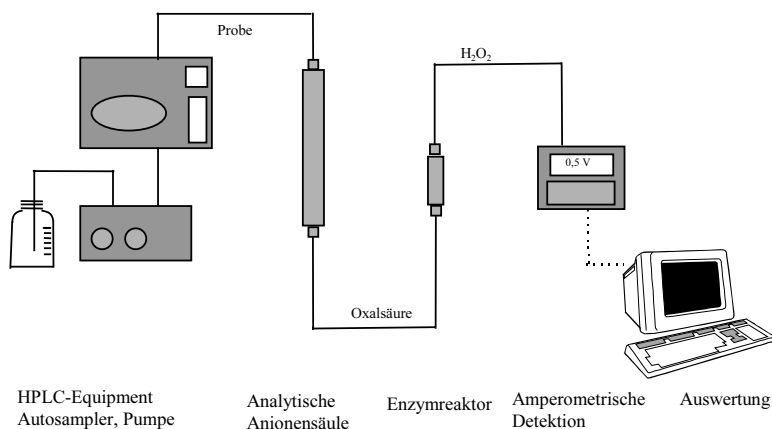 Probe
H₂O₂
0,5 V
Oxalsäure
HPLC-Equipment
Autosampler, Pumpe
Analytische
Anionensäule
Enzymreaktor
Amperometrische
Detektion
Auswertung